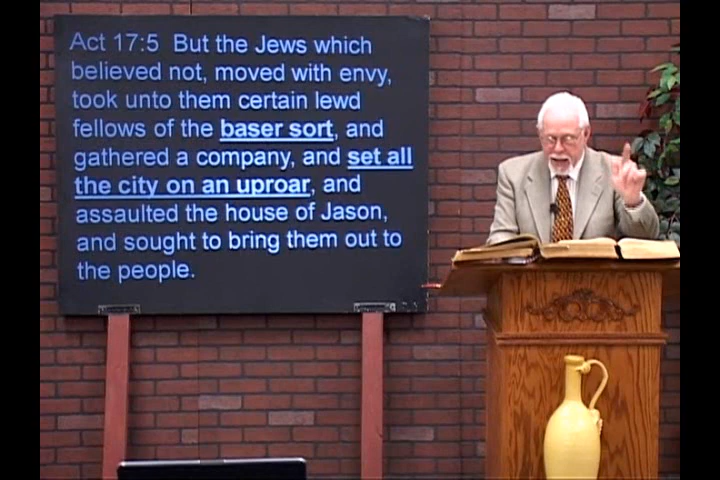 Act 17:5 But the Jews which
believed not, moved with envy,
took unto them certain lewd
fellows of the baser sort, and
gathered a company, and set all
the city on an uproar, and
assaulted the house of Jason,
and sought to bring them out to
the people.